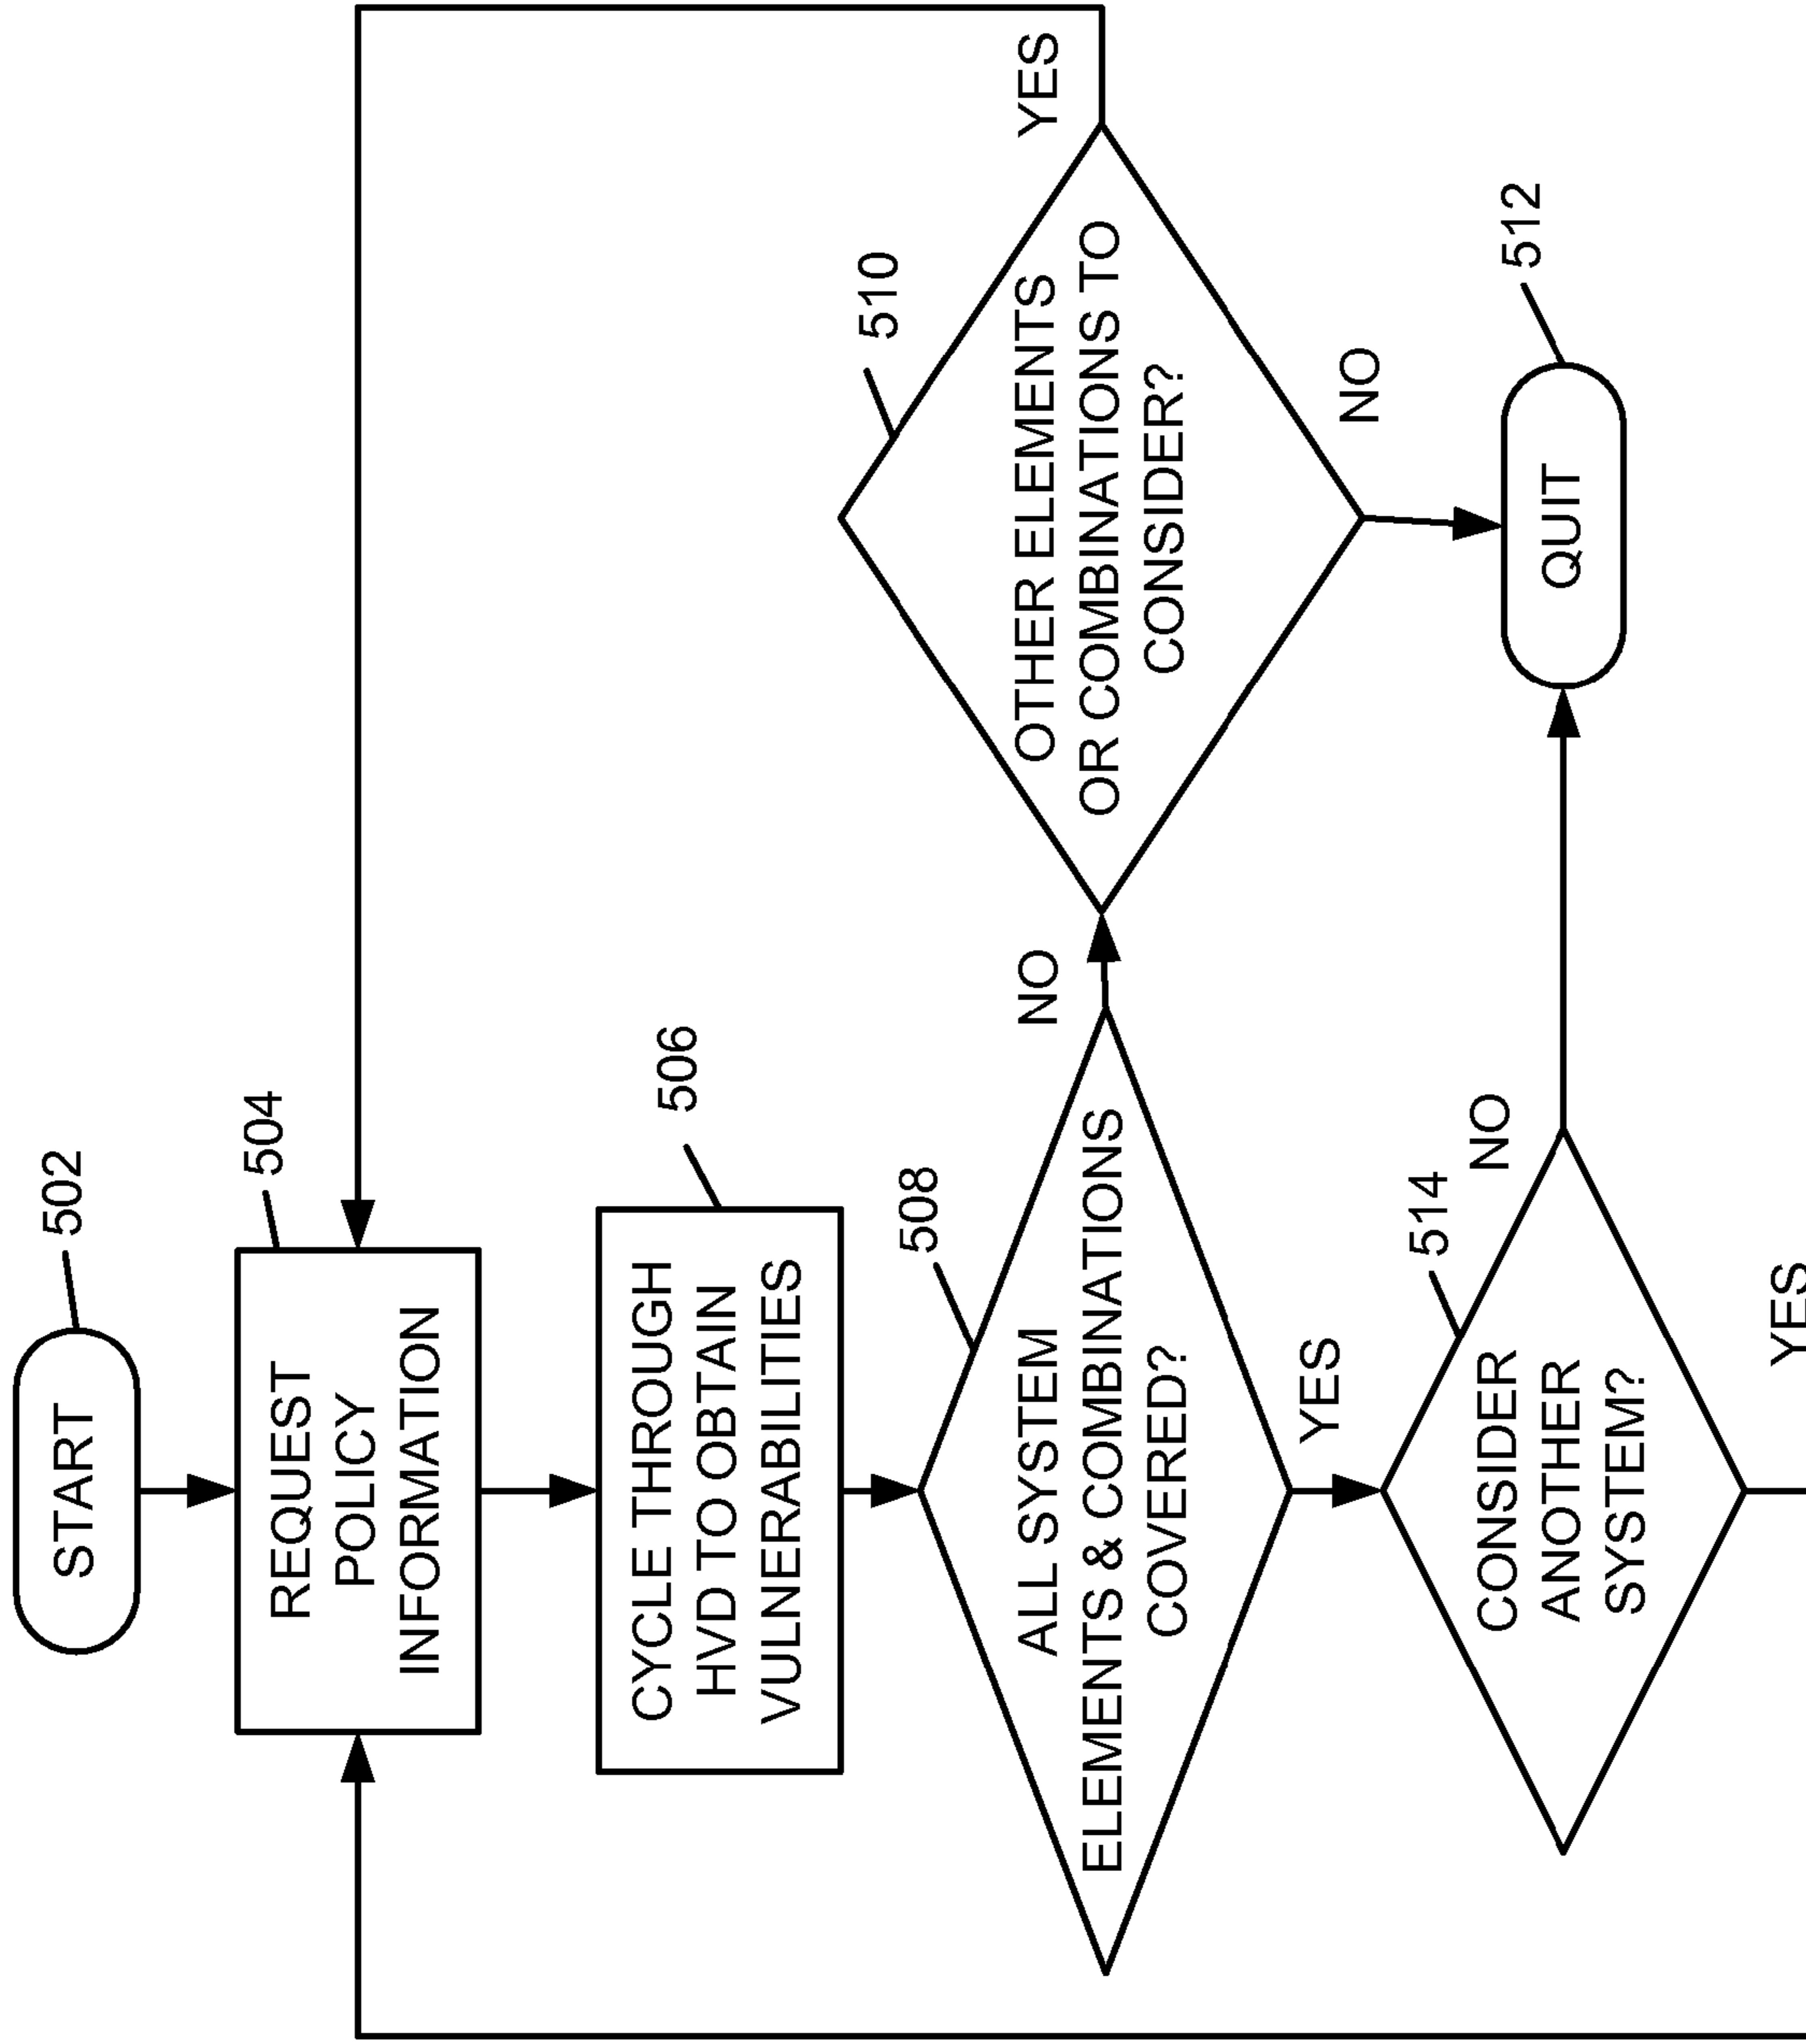 START
502
REQUEST
POLICY
INFORMATION
504
CYCLE THROUGH
HVD TO OBTAIN
VULNERABILITIES
506
ALL SYSTEM
ELEMENTS & COMBINATIONS
COVERED?
508
NO
YES
OTHER ELEMENTS
OR COMBINATIONS TO
CONSIDER?
510
YES
NO
CONSIDER
ANOTHER
SYSTEM?
514
NO
YES
QUIT
512